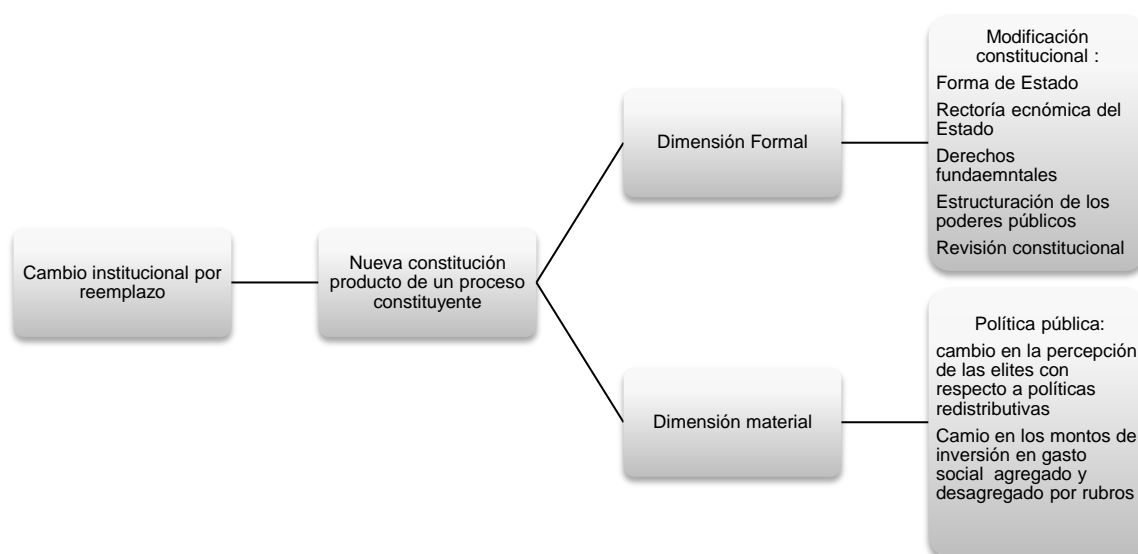 Cambio institucional por
reemplazo
Nueva constitución
producto de un proceso
constituyente
Dimensión Formal
Modificación
constitucional :
Forma de Estado
Rectoría ecnómica del
Estado
Derechos
fundaemntales
Estructuración de los
poderes públicos
Revisión constitucional
Dimensión material
Política pública:
cambio en la percepción
de las elites con
respecto a políticas
redistributivas
Camio en los montos de
inversión en gasto
social agregado y
desagregado por rubros